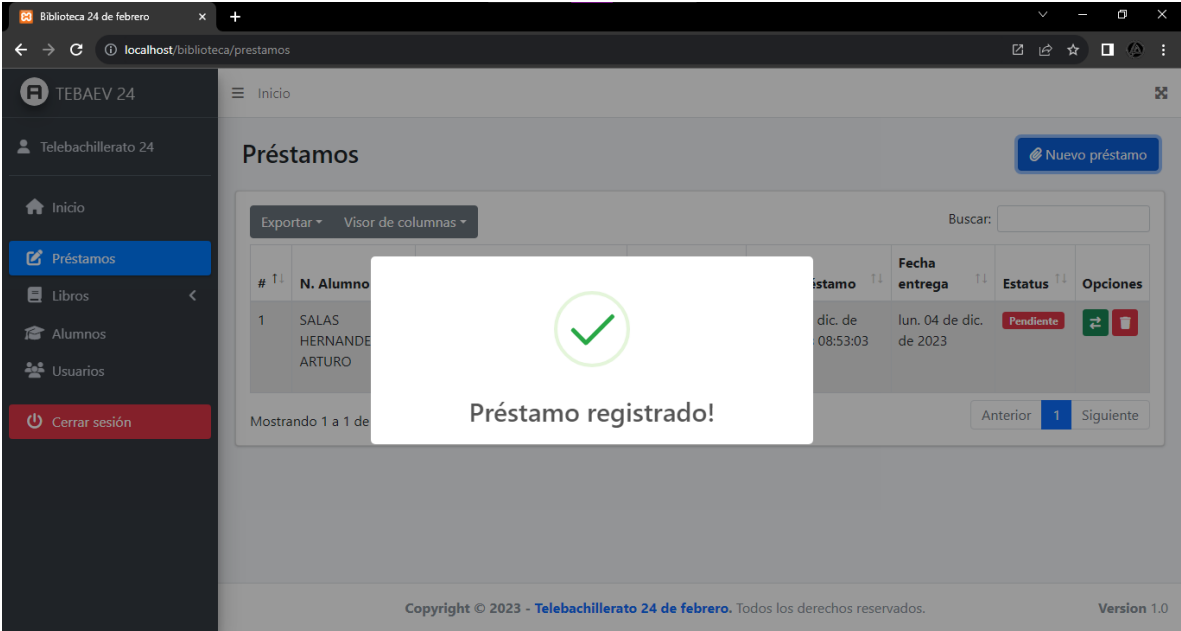 Biblioteca 24 de febrero
localhost/biblioteca/prestamos
TEBAEV 24
Inicio
Telebachillerato 24
Préstamos
Nuevo préstamo
Inicio
Préstamos
Libros
Alumnos
Usuarios
Cerrar sesión
Exportar
Visor de columnas
Buscar:
#
N. Alumno
Fecha
entrega
Estatus
Opciones
1
SALAS
ARTURO
dic. de
08:53:03
lun. 04 de dic.
de 2023
Pendiente
Préstamo registrado!
Mostrando 1 a 1 de
Anterior
1
Siguiente
Copyright © 2023 - Telebachillerato 24 de febrero. Todos los derechos reservados.
Version 1.0